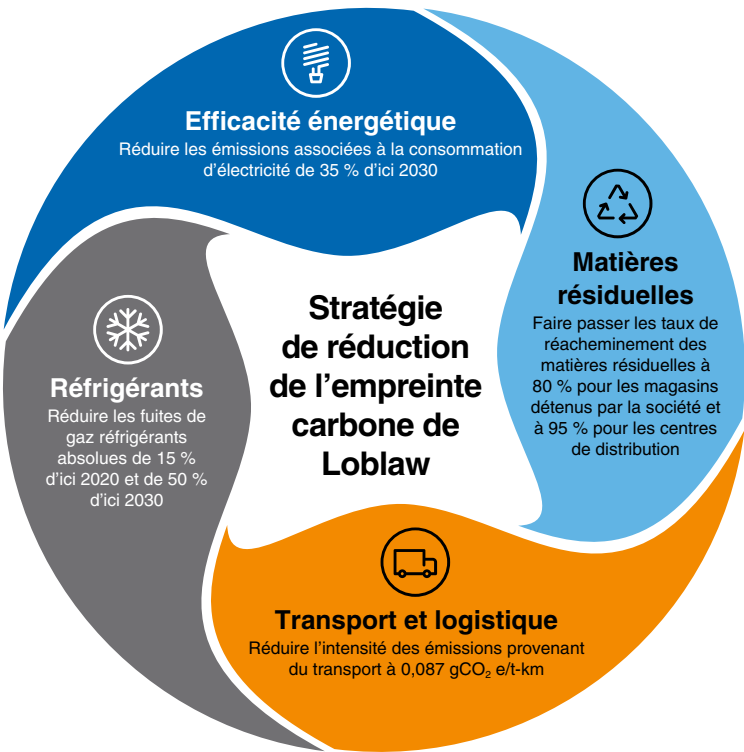 Efficacité énergétique
Réduire les émissions associées à la consommation
d’électricité de 35 % d’ici 2030
Matières
résiduelles
Faire passer les taux de
réacheminement des
matières résiduelles à
80 % pour les magasins
détenus par la société et
à 95 % pour les centres
de distribution
Stratégie
de réduction
de l’empreinte
carbone de
Loblaw
Réfrigérants
Réduire les fuites de
gaz réfrigérants
absolues de 15 %
d’ici 2020 et de 50 %
d’ici 2030
Transport et logistique
Réduire l’intensité des émissions provenant
du transport à 0,087 gCO₂ e/t-km